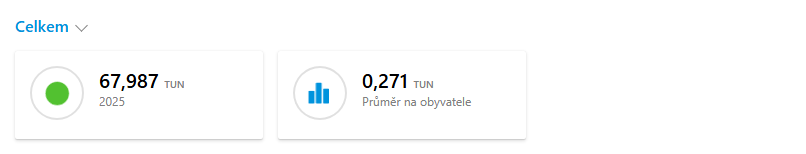 Celkem
67,987 TUN
2025
0,271 TUN
Průměr na obyvatele